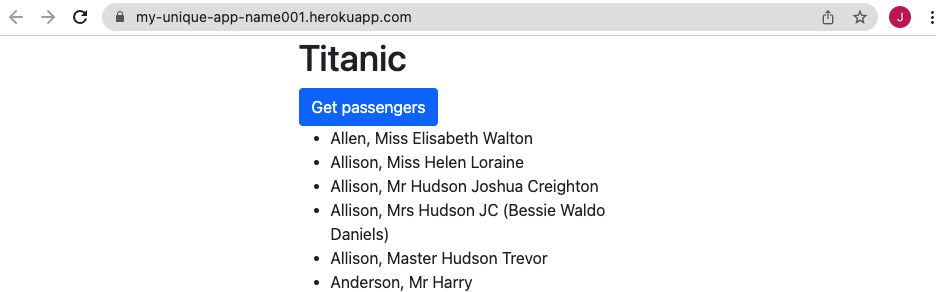 my-unique-app-name001.herokuapp.com
J
Titanic
Get passengers
Allen, Miss Elisabeth Walton
Allison, Miss Helen Loraine
Allison, Mr Hudson Joshua Creighton
Allison, Mrs Hudson JC (Bessie Waldo
Daniels)
Allison, Master Hudson Trevor
Anderson, Mr Harry